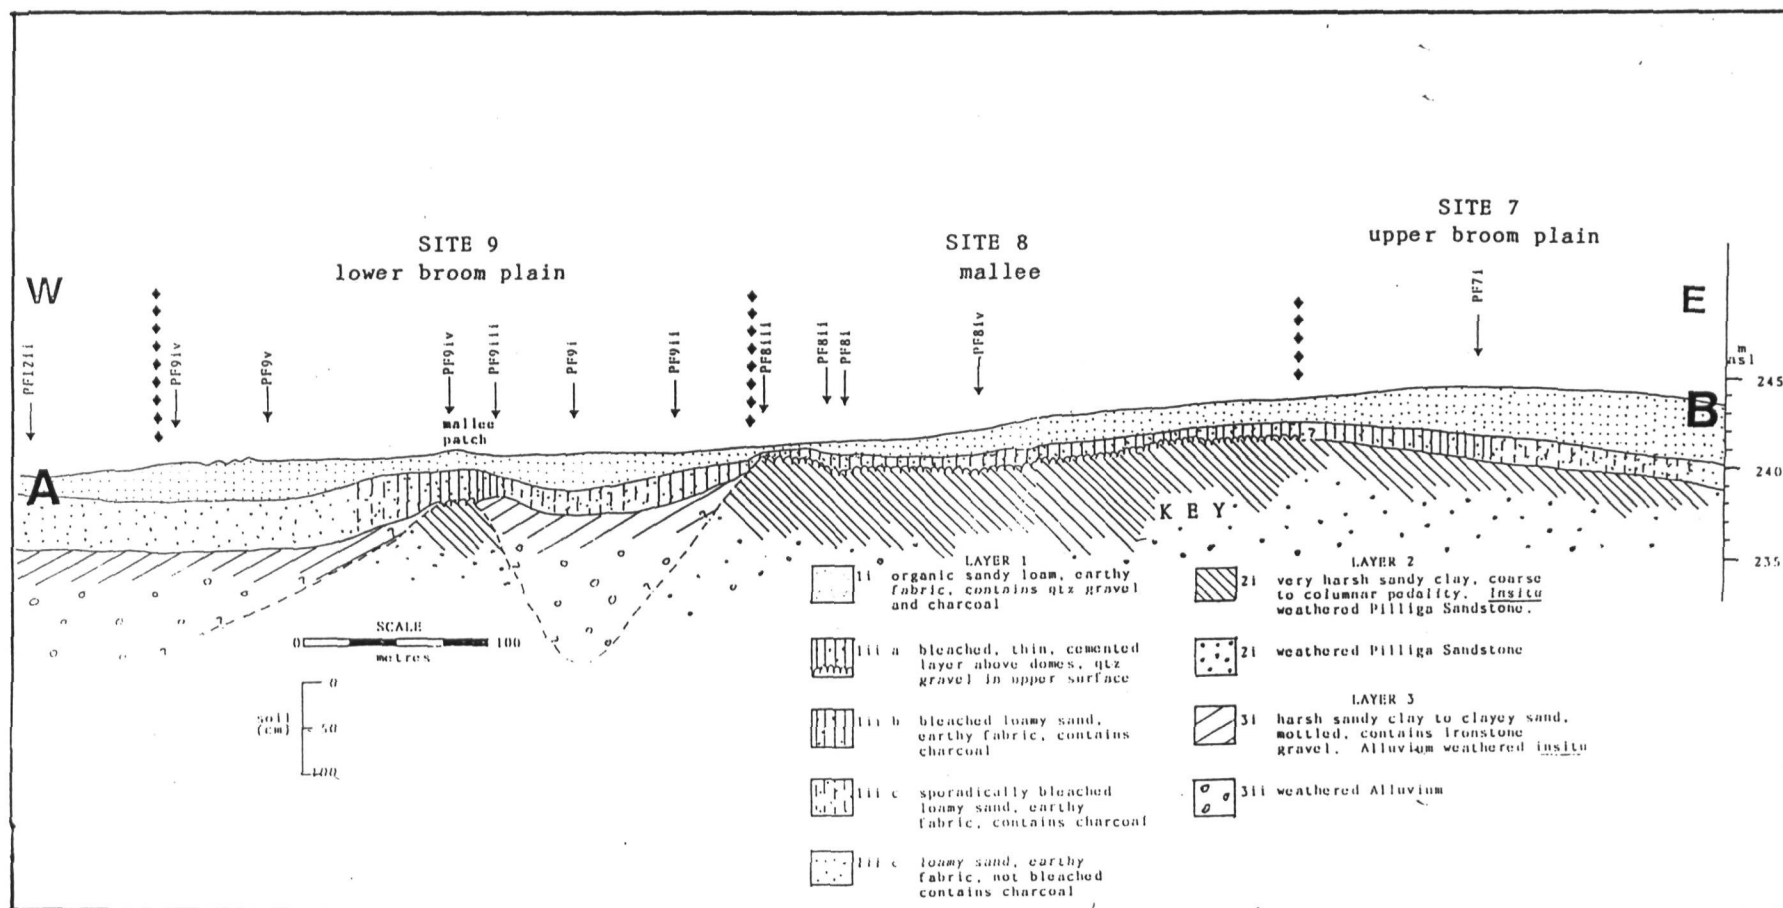 SITE 7
upper broom plain
SITE 9
lower broom plain
SITE 8
mallee
W
E
PF12ii
PF9iv
PF9v
PF9iv
PF9iii
PF9i
PF9ii
PF8iii
PF8ii
PF8i
PF8iv
PF7i
m
asl
245
240
235
mallee
patch
A
B
?
?
?
?
?
?
?
KEY
SCALE
0 100
metres
soil
(cm)
0
50
100
LAYER 1
1i organic sandy loam, earthy
fabric, contains qtz gravel
and charcoal
1ii a bleached, thin, cemented
layer above domes, qtz
gravel in upper surface
1ii b bleached loamy sand,
earthy fabric, contains
charcoal
1ii c sporadically bleached
loamy sand, earthy
fabric, contains charcoal
1ii c loamy sand, earthy
fabric, not bleached
contains charcoal
LAYER 2
2i very harsh sandy clay, coarse
to columnar pedality. Insitu
weathered Pilliga Sandstone.
2i weathered Pilliga Sandstone
LAYER 3
3i harsh sandy clay to clayey sand,
mottled, contains ironstone
gravel. Alluvium weathered insitu
3ii weathered Alluvium